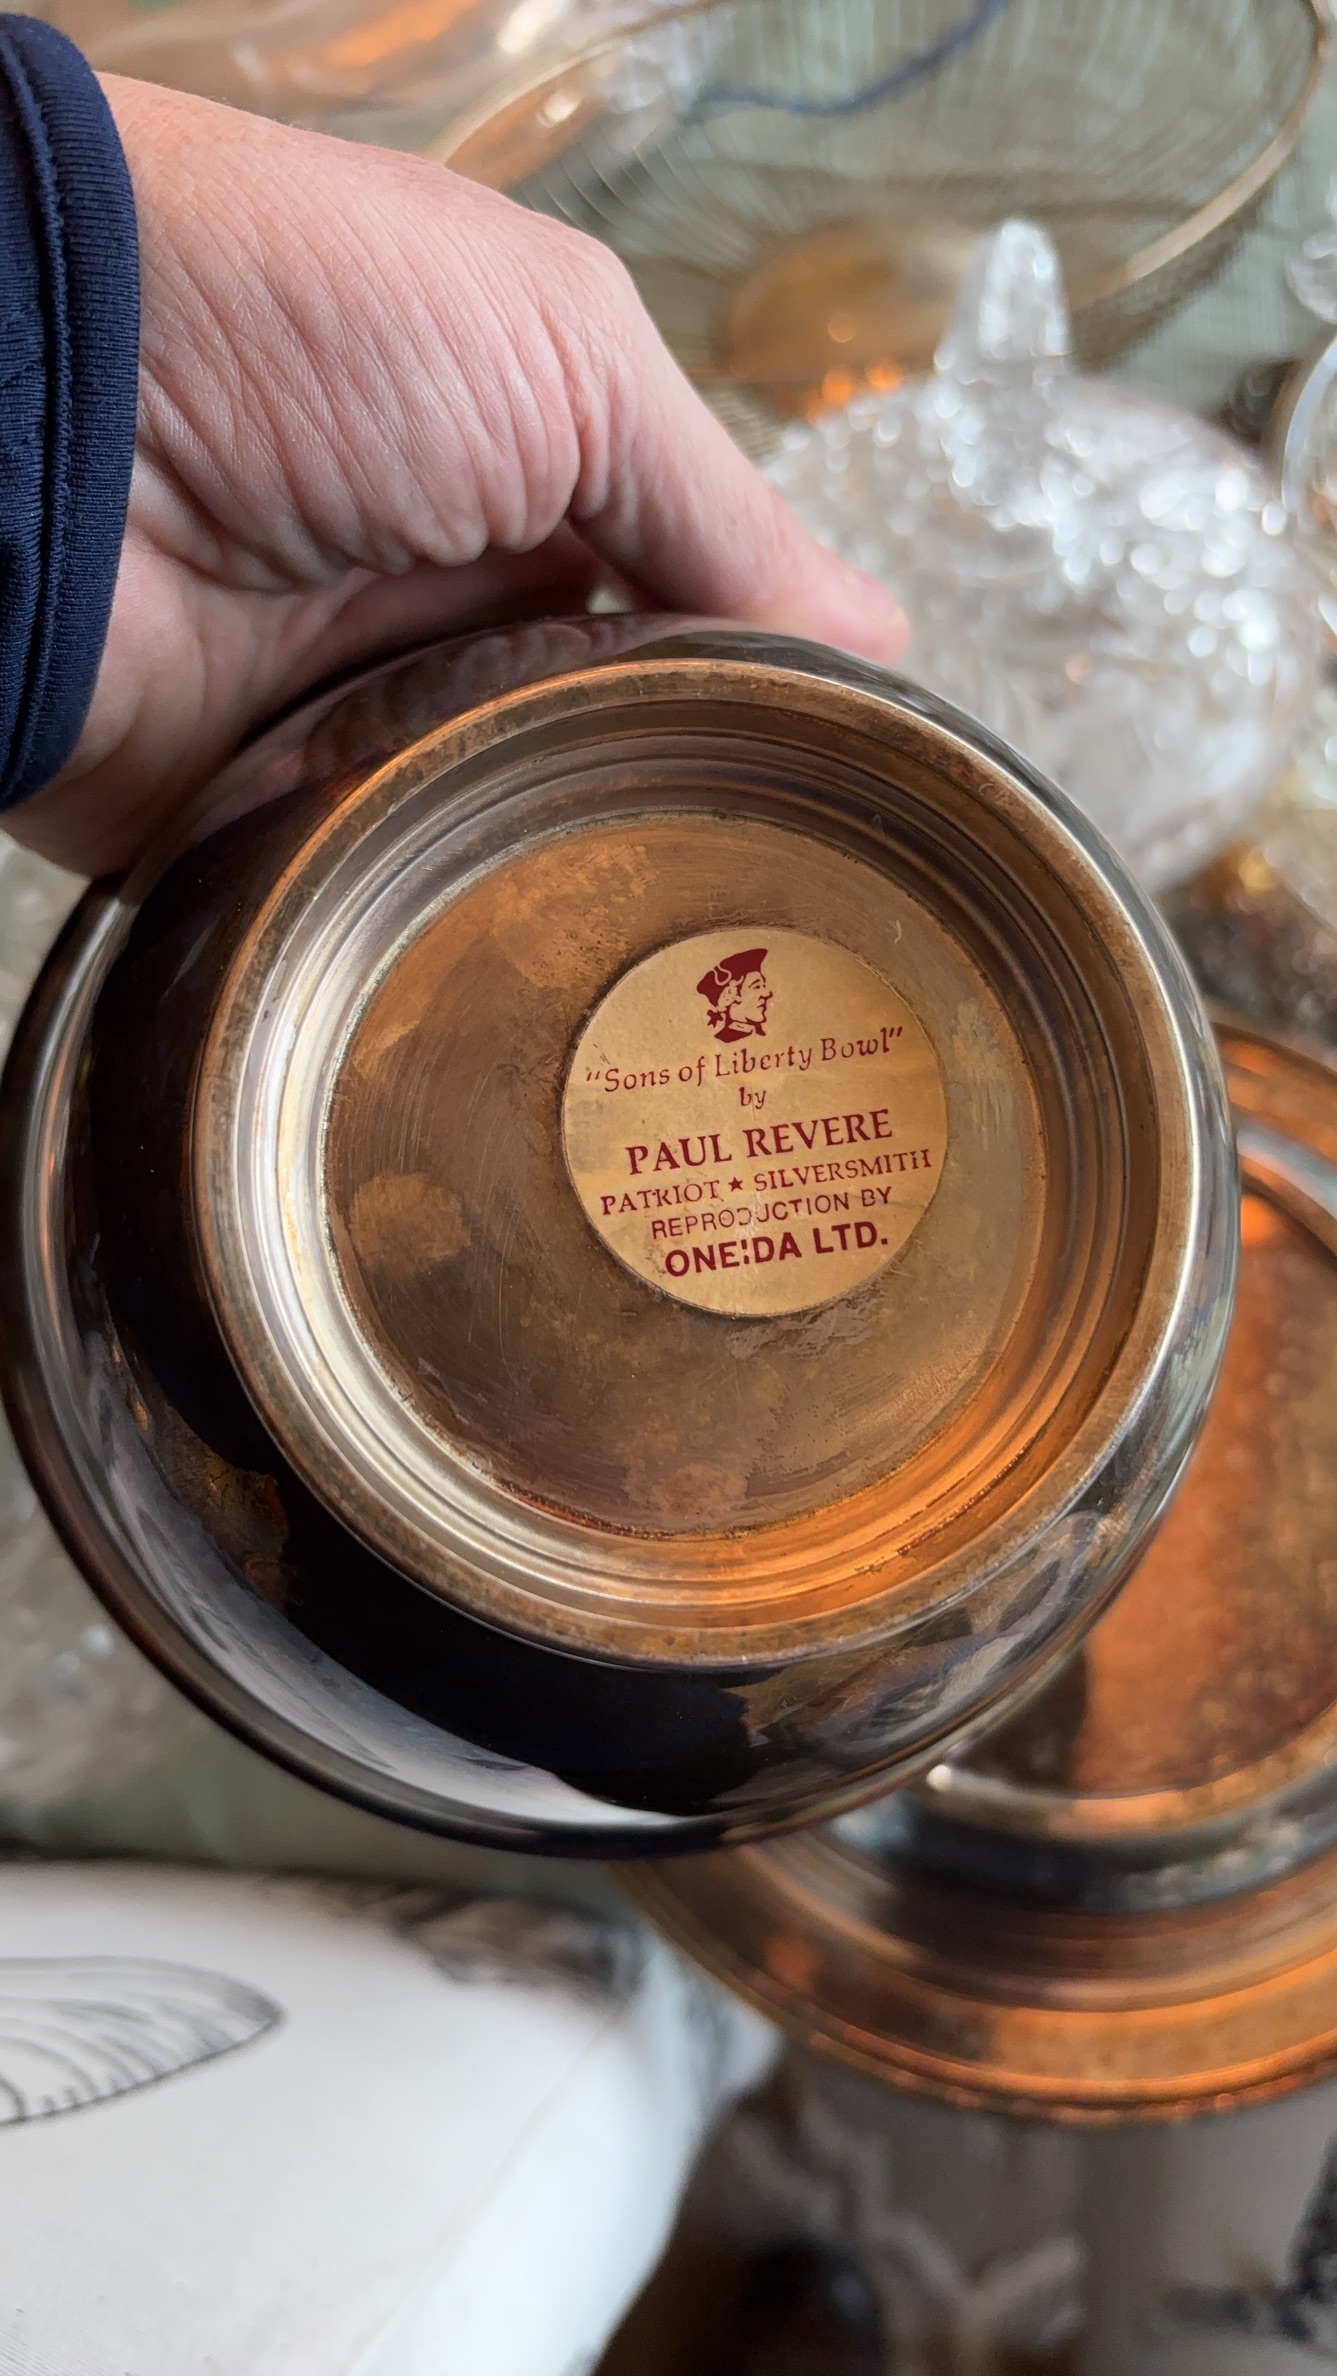 "Sons of Liberty Bowl"
by
PAUL REVERE
PATRIOT ★ SILVERSMITH
REPRODUCTION BY
ONEIDA LTD.